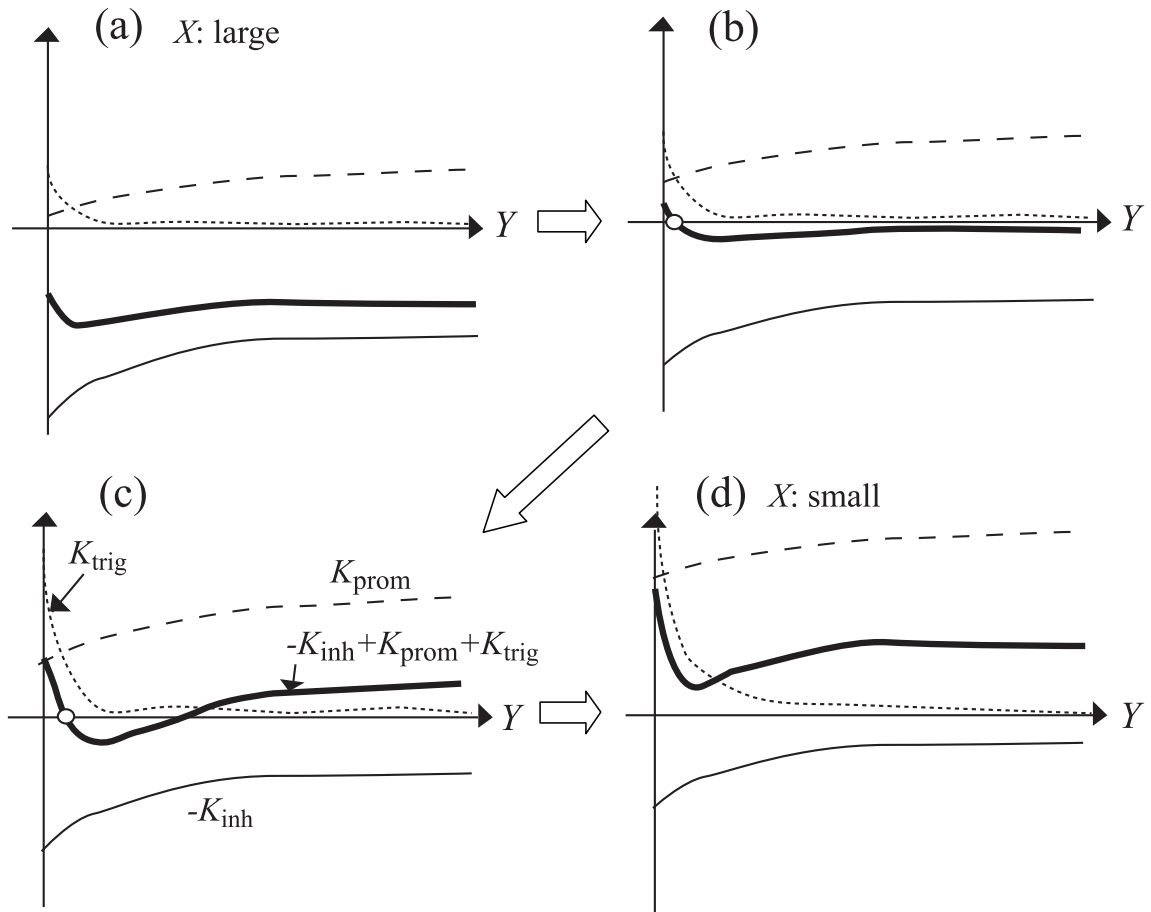 (a) X: large
(b)
Y
Y
(c)
(d) X: small
K_trig
K_prom
-K_inh+K_prom+K_trig
Y
Y
-K_inh